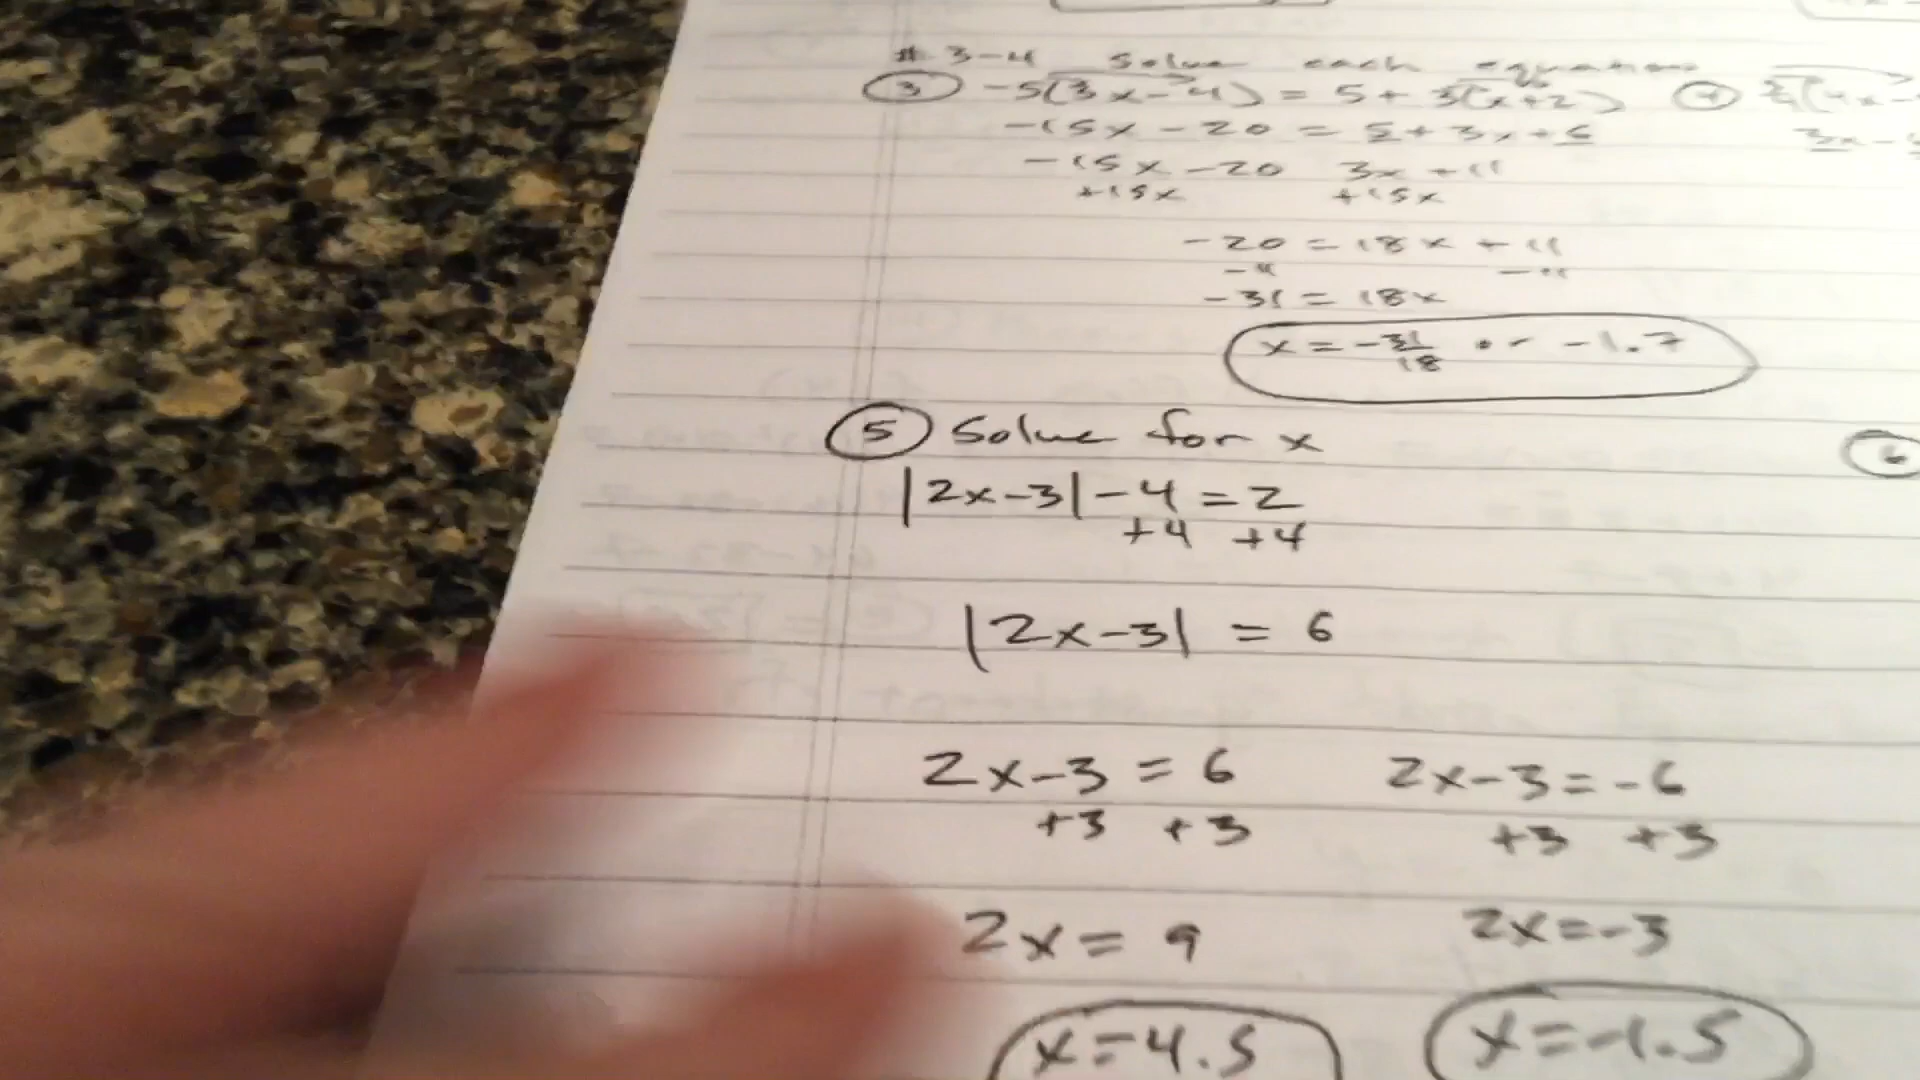 # 3-4 Solve each equation
③ -5(3x-4) = 5 + 3(x+2) ④
-15x - 20 = 5 + 3x + 6
-15x - 20 3x + 11
+15x +15x
-20 = 18x + 11
-11 -11
-31 = 18x
x = -31/18 or -1.7
⑤ Solve for x
|2x-3| - 4 = 2
+4 +4
|2x-3| = 6
2x-3 = 6 2x-3 = -6
+3 +3 +3 +3
2x = 9 2x = -3
x = 4.5 x = -1.5